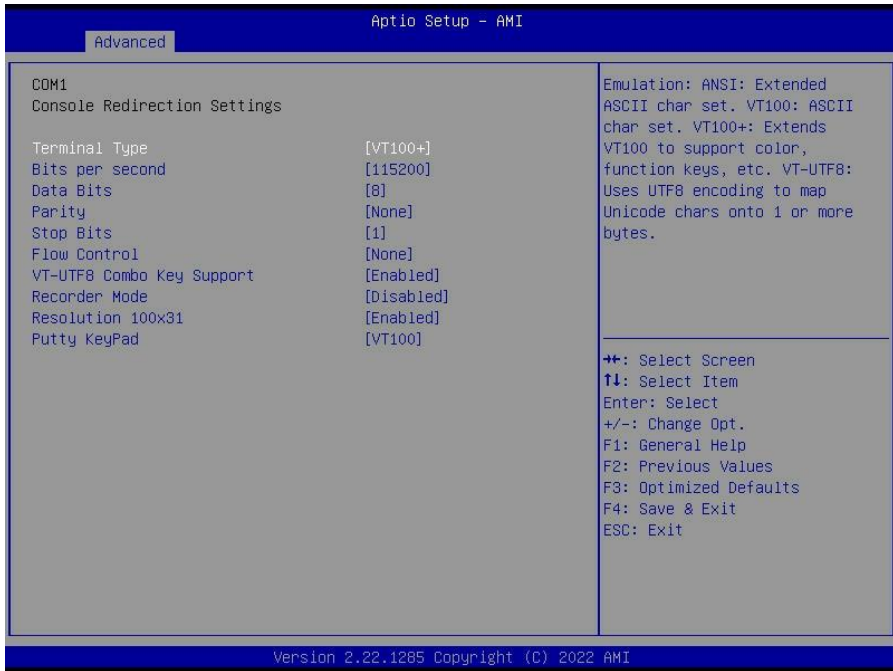 Aptio Setup - AMI
Advanced
COM1
Console Redirection Settings
Terminal Type [VT100+]
Bits per second [115200]
Data Bits [8]
Parity [None]
Stop Bits [1]
Flow Control [None]
VT-UTF8 Combo Key Support [Enabled]
Recorder Mode [Disabled]
Resolution 100x31 [Enabled]
Putty KeyPad [VT100]
Emulation: ANSI: Extended
ASCII char set. VT100: ASCII
char set. VT100+: Extends
VT100 to support color,
function keys, etc. VT-UTF8:
Uses UTF8 encoding to map
Unicode chars onto 1 or more
bytes.
→←: Select Screen
↑↓: Select Item
Enter: Select
+/-: Change Opt.
F1: General Help
F2: Previous Values
F3: Optimized Defaults
F4: Save & Exit
ESC: Exit
Version 2.22.1285 Copyright (C) 2022 AMI